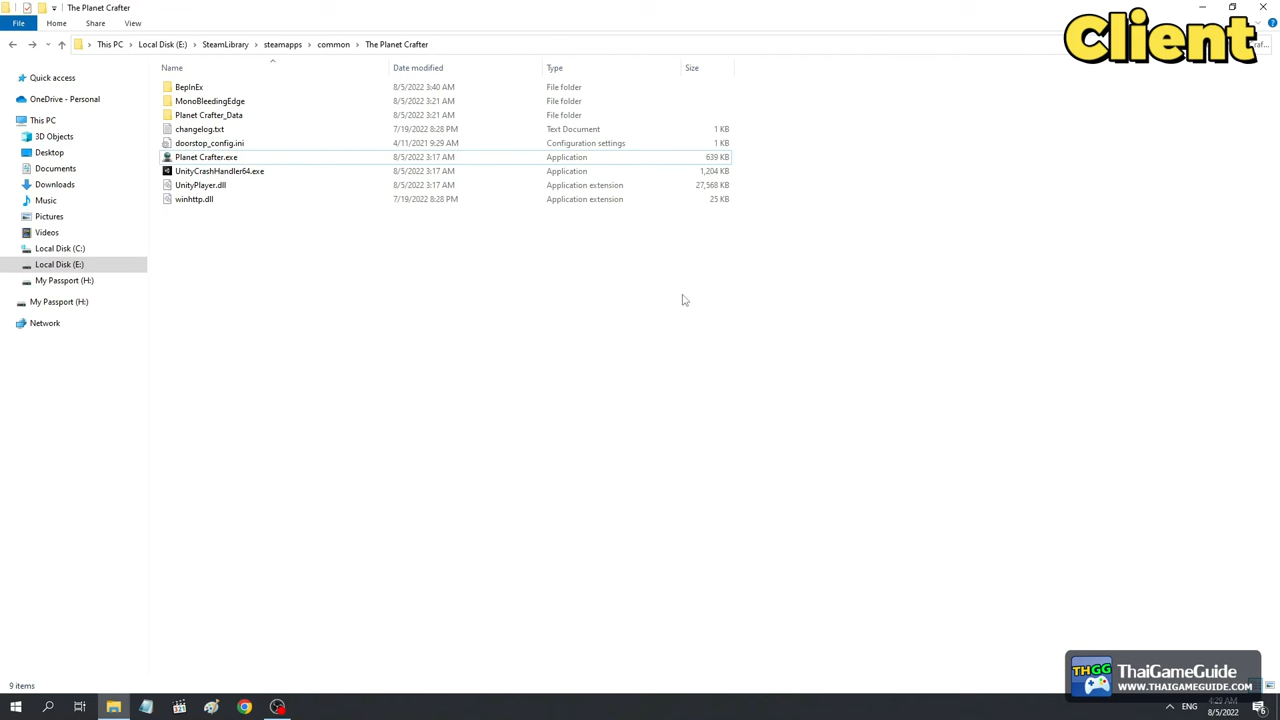 The Planet Crafter
Client
File Home Share View
This PC Local Disk (E:) SteamLibrary steamapps common The Planet Crafter
Name Date modified Type Size
Quick access
OneDrive - Personal
This PC
3D Objects
Desktop
Documents
Downloads
Music
Pictures
Videos
Local Disk (C:)
Local Disk (E:)
My Passport (H:)
My Passport (H:)
Network
BepInEx 8/5/2022 3:40 AM File folder
MonoBleedingEdge 8/5/2022 3:21 AM File folder
Planet Crafter_Data 8/5/2022 3:21 AM File folder
changelog.txt 7/19/2022 8:28 PM Text Document 1 KB
doorstop_config.ini 4/11/2021 9:29 AM Configuration settings 1 KB
Planet Crafter.exe 8/5/2022 3:17 AM Application 639 KB
UnityCrashHandler64.exe 8/5/2022 3:17 AM Application 1,204 KB
UnityPlayer.dll 8/5/2022 3:17 AM Application extension 27,568 KB
winhttp.dll 7/19/2022 8:28 PM Application extension 25 KB
9 items
THGG
ThaiGameGuide
WWW.THAIGAMEGUIDE.COM
ENG
4:29 AM
8/5/2022
6